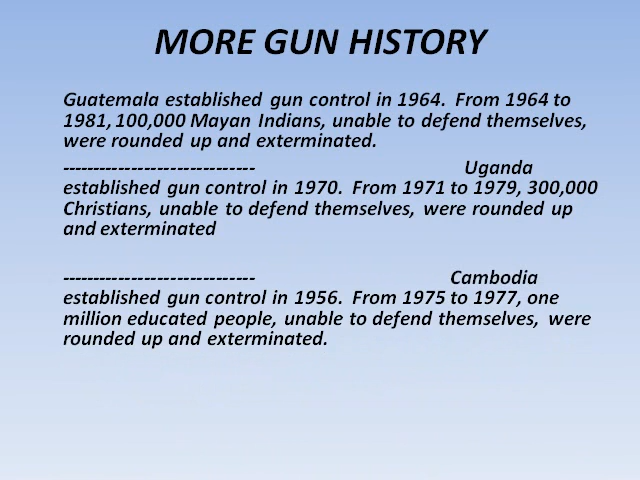 MORE GUN HISTORY
Guatemala established gun control in 1964. From 1964 to
1981, 100,000 Mayan Indians, unable to defend themselves,
were rounded up and exterminated.
-------------------------------- Uganda
established gun control in 1970. From 1971 to 1979, 300,000
Christians, unable to defend themselves, were rounded up
and exterminated
-------------------------------- Cambodia
established gun control in 1956. From 1975 to 1977, one
million educated people, unable to defend themselves, were
rounded up and exterminated.